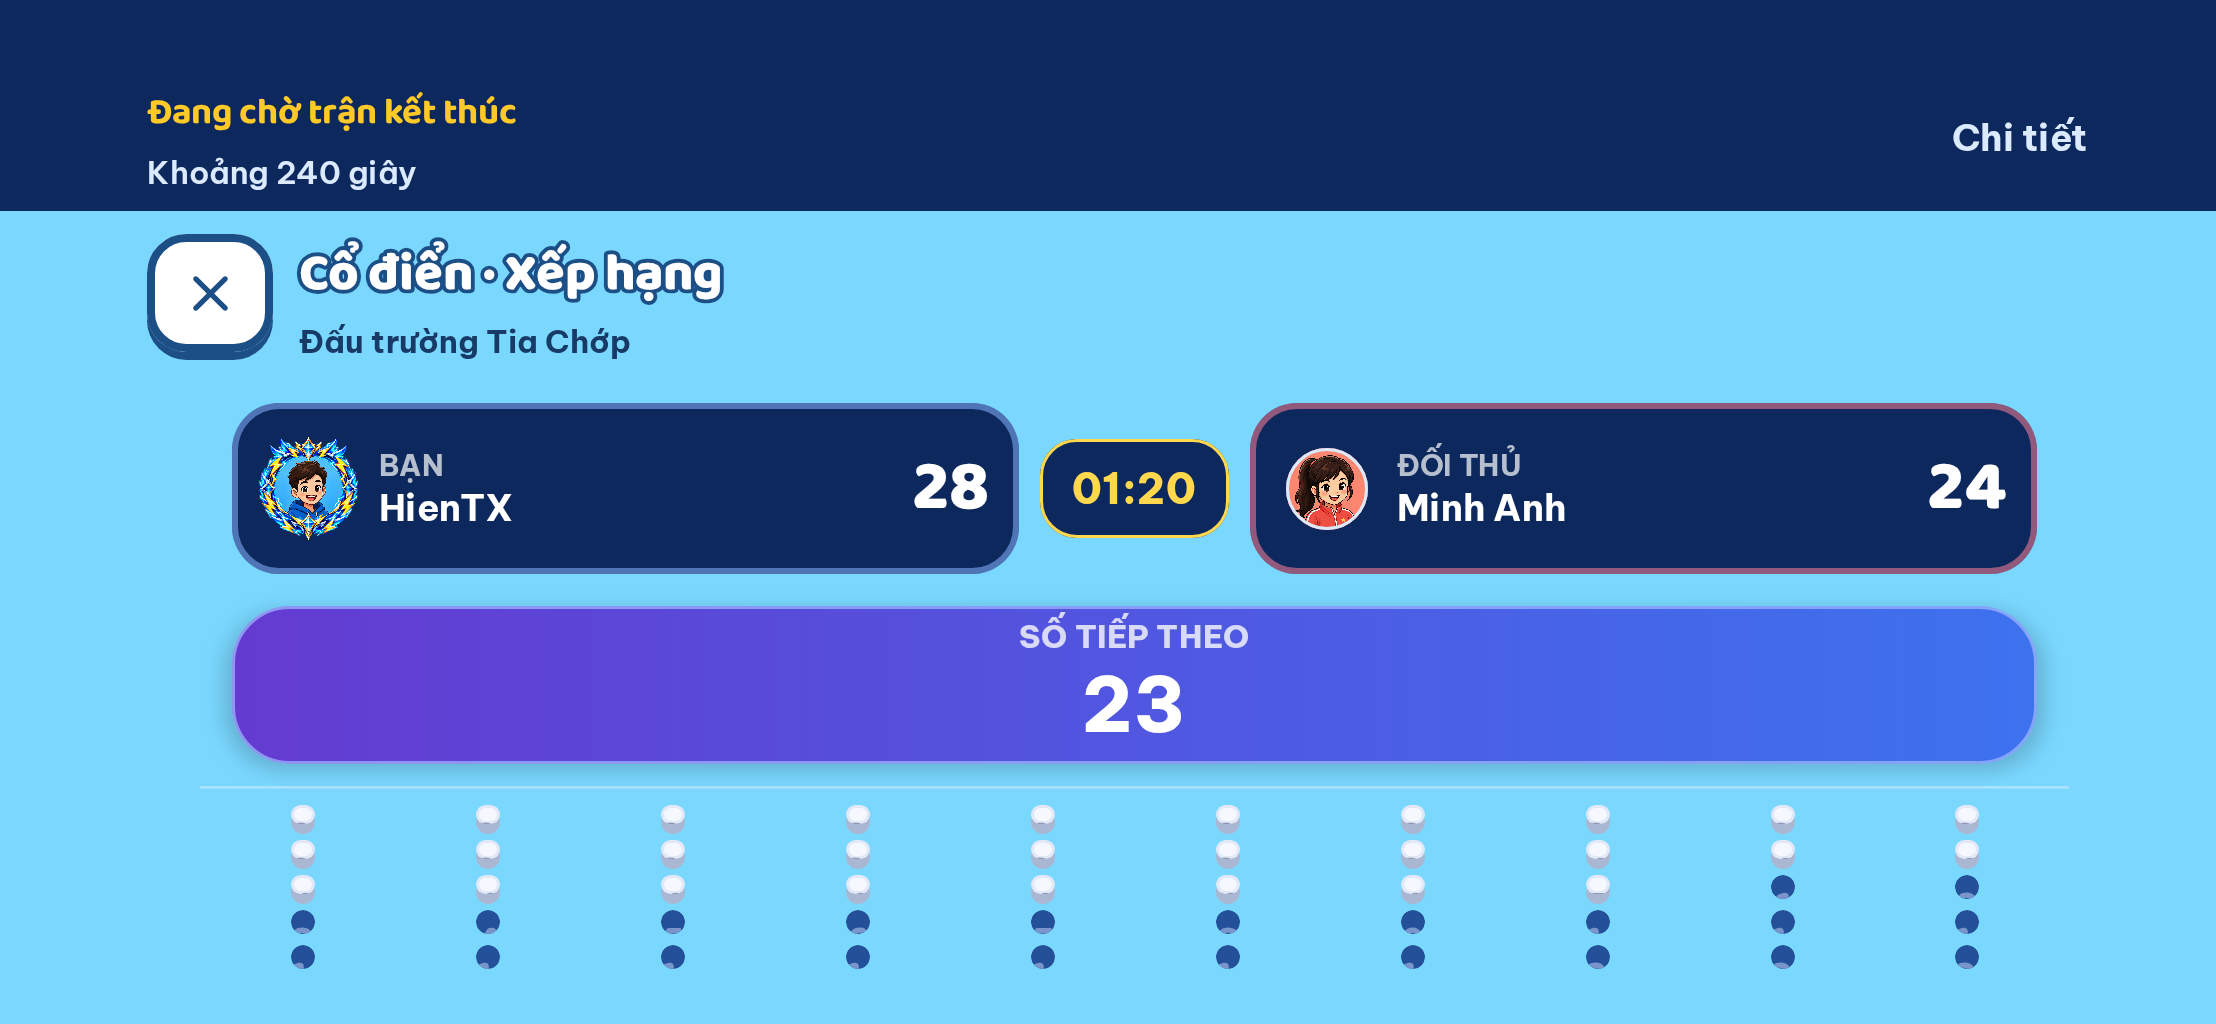 Đang chờ trận kết thúc
Khoảng 240 giây
Chi tiết
Cổ điển · Xếp hạng
Đấu trường Tia Chớp
BẠN
HienTX
28
01:20
ĐỐI THỦ
Minh Anh
24
SỐ TIẾP THEO
23